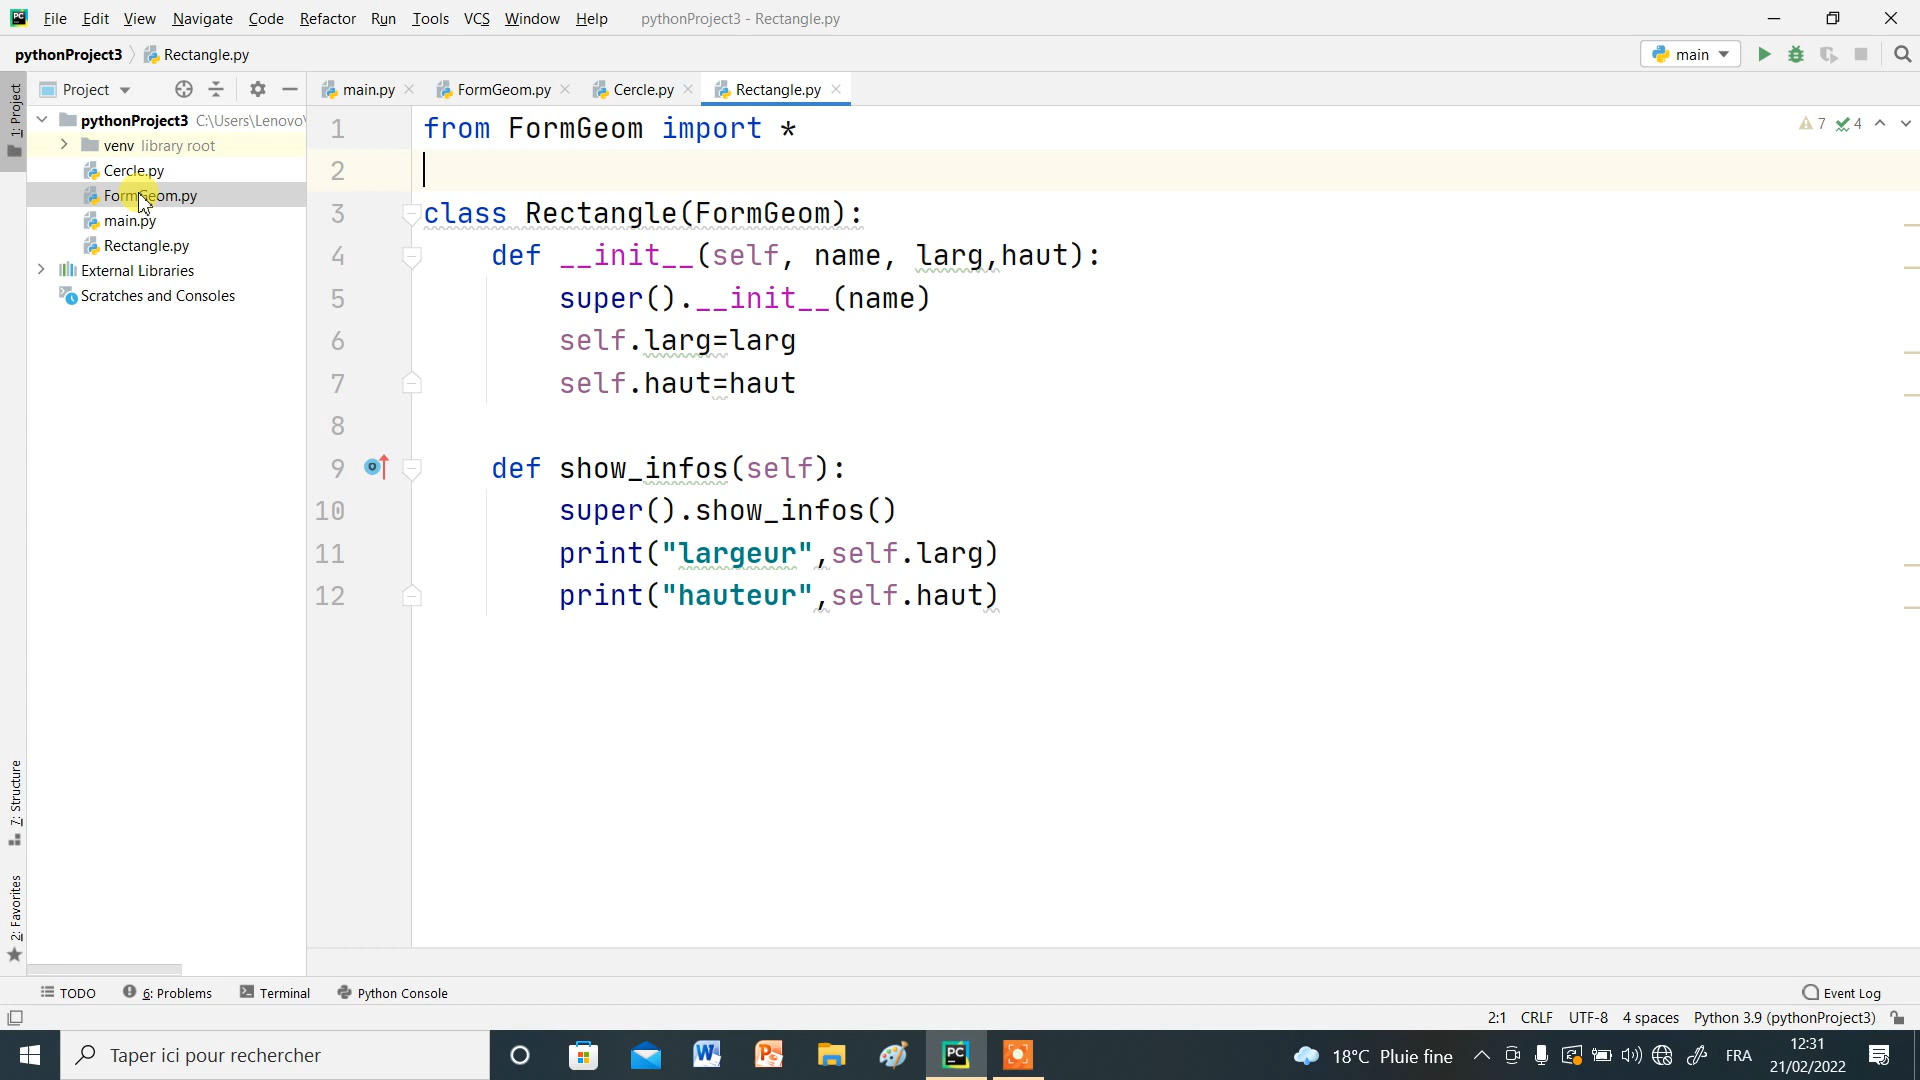 PC File Edit View Navigate Code Refactor Run Tools VCS Window Help pythonProject3 - Rectangle.py
pythonProject3 Rectangle.py main
1: Project
Project main.py FormGeom.py Cercle.py Rectangle.py
pythonProject3 C:\Users\Lenovo\
venv library root
Cercle.py
FormGeom.py
main.py
Rectangle.py
External Libraries
Scratches and Consoles
7 4
1 from FormGeom import *
2
3 class Rectangle(FormGeom):
4 def __init__(self, name, larg,haut):
5 super().__init__(name)
6 self.larg=larg
7 self.haut=haut
8
9 def show_infos(self):
10 super().show_infos()
11 print("largeur",self.larg)
12 print("hauteur",self.haut)
7: Structure
2: Favorites
TODO 6: Problems Terminal Python Console Event Log
2:1 CRLF UTF-8 4 spaces Python 3.9 (pythonProject3)
Taper ici pour rechercher PC 18°C Pluie fine FRA 12:31
21/02/2022